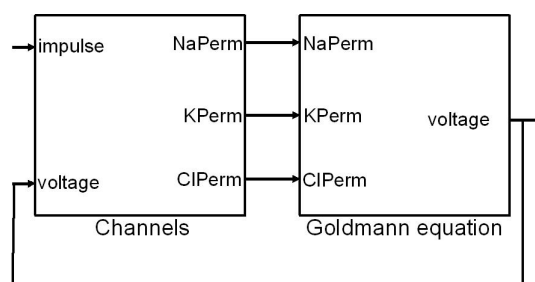 impulse
NaPerm
KPerm
voltage
ClPerm
Channels
NaPerm
KPerm
voltage
ClPerm
Goldmann equation